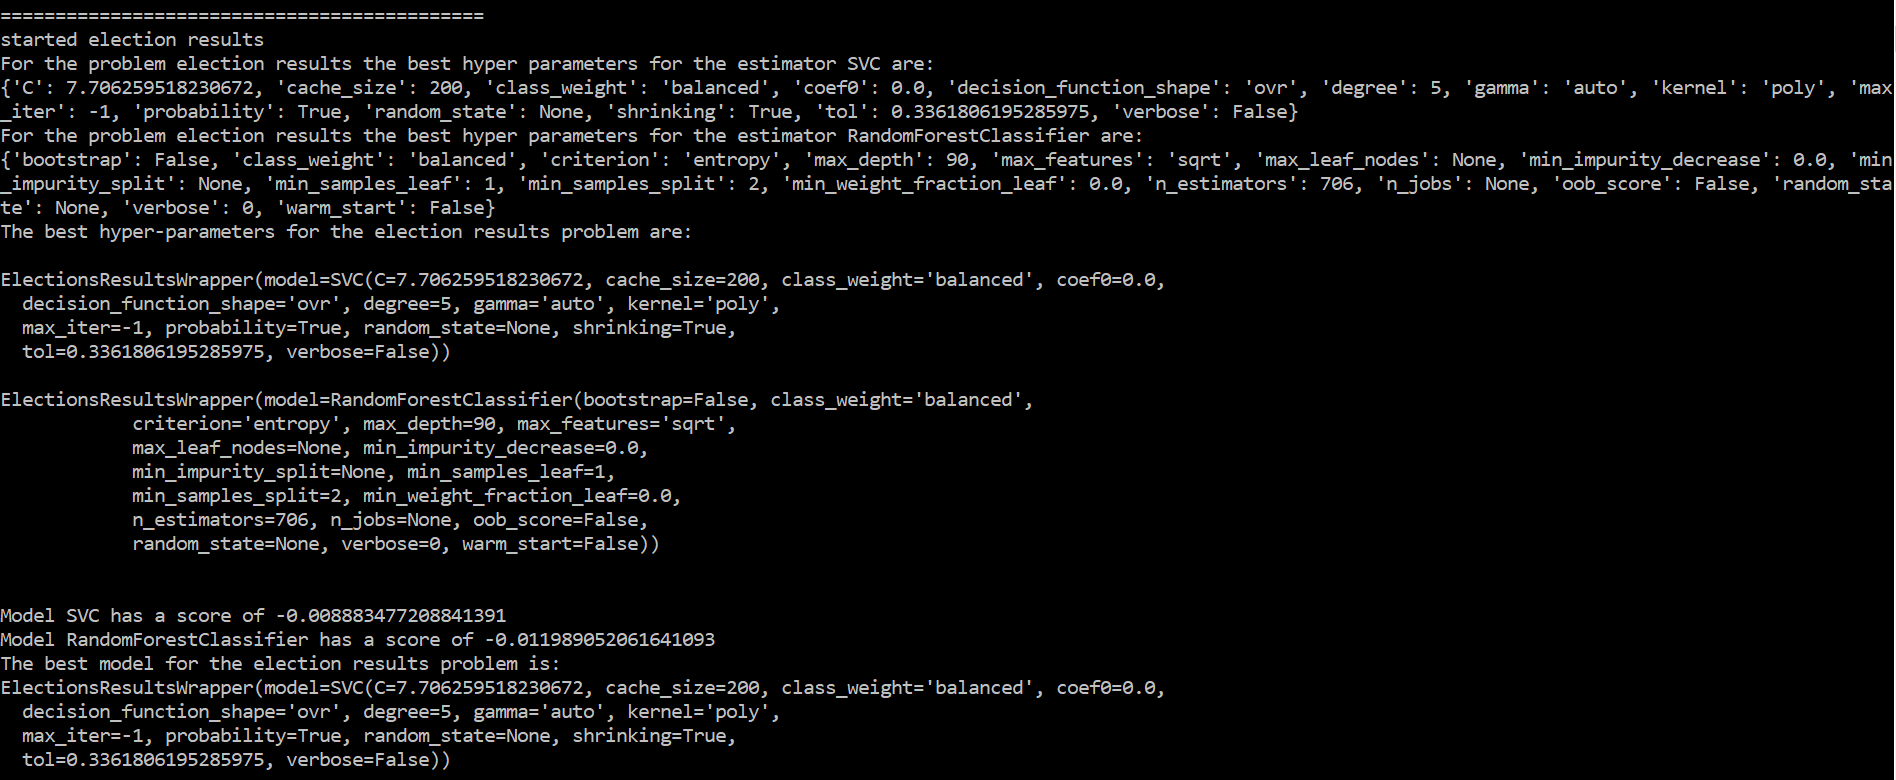 ============================================
started election results
For the problem election results the best hyper parameters for the estimator SVC are:
{'C': 7.706259518230672, 'cache_size': 200, 'class_weight': 'balanced', 'coef0': 0.0, 'decision_function_shape': 'ovr', 'degree': 5, 'gamma': 'auto', 'kernel': 'poly', 'max
_iter': -1, 'probability': True, 'random_state': None, 'shrinking': True, 'tol': 0.3361806195285975, 'verbose': False}
For the problem election results the best hyper parameters for the estimator RandomForestClassifier are:
{'bootstrap': False, 'class_weight': 'balanced', 'criterion': 'entropy', 'max_depth': 90, 'max_features': 'sqrt', 'max_leaf_nodes': None, 'min_impurity_decrease': 0.0, 'min
_impurity_split': None, 'min_samples_leaf': 1, 'min_samples_split': 2, 'min_weight_fraction_leaf': 0.0, 'n_estimators': 706, 'n_jobs': None, 'oob_score': False, 'random_sta
te': None, 'verbose': 0, 'warm_start': False}
The best hyper-parameters for the election results problem are:

ElectionsResultsWrapper(model=SVC(C=7.706259518230672, cache_size=200, class_weight='balanced', coef0=0.0,
  decision_function_shape='ovr', degree=5, gamma='auto', kernel='poly',
  max_iter=-1, probability=True, random_state=None, shrinking=True,
  tol=0.3361806195285975, verbose=False))

ElectionsResultsWrapper(model=RandomForestClassifier(bootstrap=False, class_weight='balanced',
            criterion='entropy', max_depth=90, max_features='sqrt',
            max_leaf_nodes=None, min_impurity_decrease=0.0,
            min_impurity_split=None, min_samples_leaf=1,
            min_samples_split=2, min_weight_fraction_leaf=0.0,
            n_estimators=706, n_jobs=None, oob_score=False,
            random_state=None, verbose=0, warm_start=False))

Model SVC has a score of -0.008883477208841391
Model RandomForestClassifier has a score of -0.011989052061641093
The best model for the election results problem is:
ElectionsResultsWrapper(model=SVC(C=7.706259518230672, cache_size=200, class_weight='balanced', coef0=0.0,
  decision_function_shape='ovr', degree=5, gamma='auto', kernel='poly',
  max_iter=-1, probability=True, random_state=None, shrinking=True,
  tol=0.3361806195285975, verbose=False))